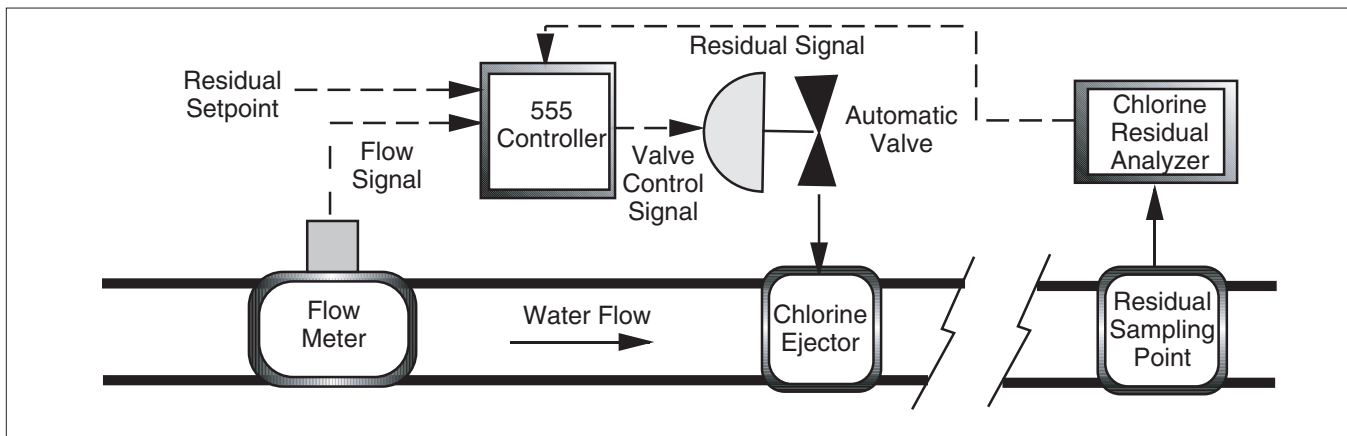 Residual Signal
Residual
Setpoint
555
Controller
Flow
Signal
Valve
Control
Signal
Automatic
Valve
Chlorine
Residual
Analyzer
Flow
Meter
Water Flow
Chlorine
Ejector
Residual
Sampling
Point